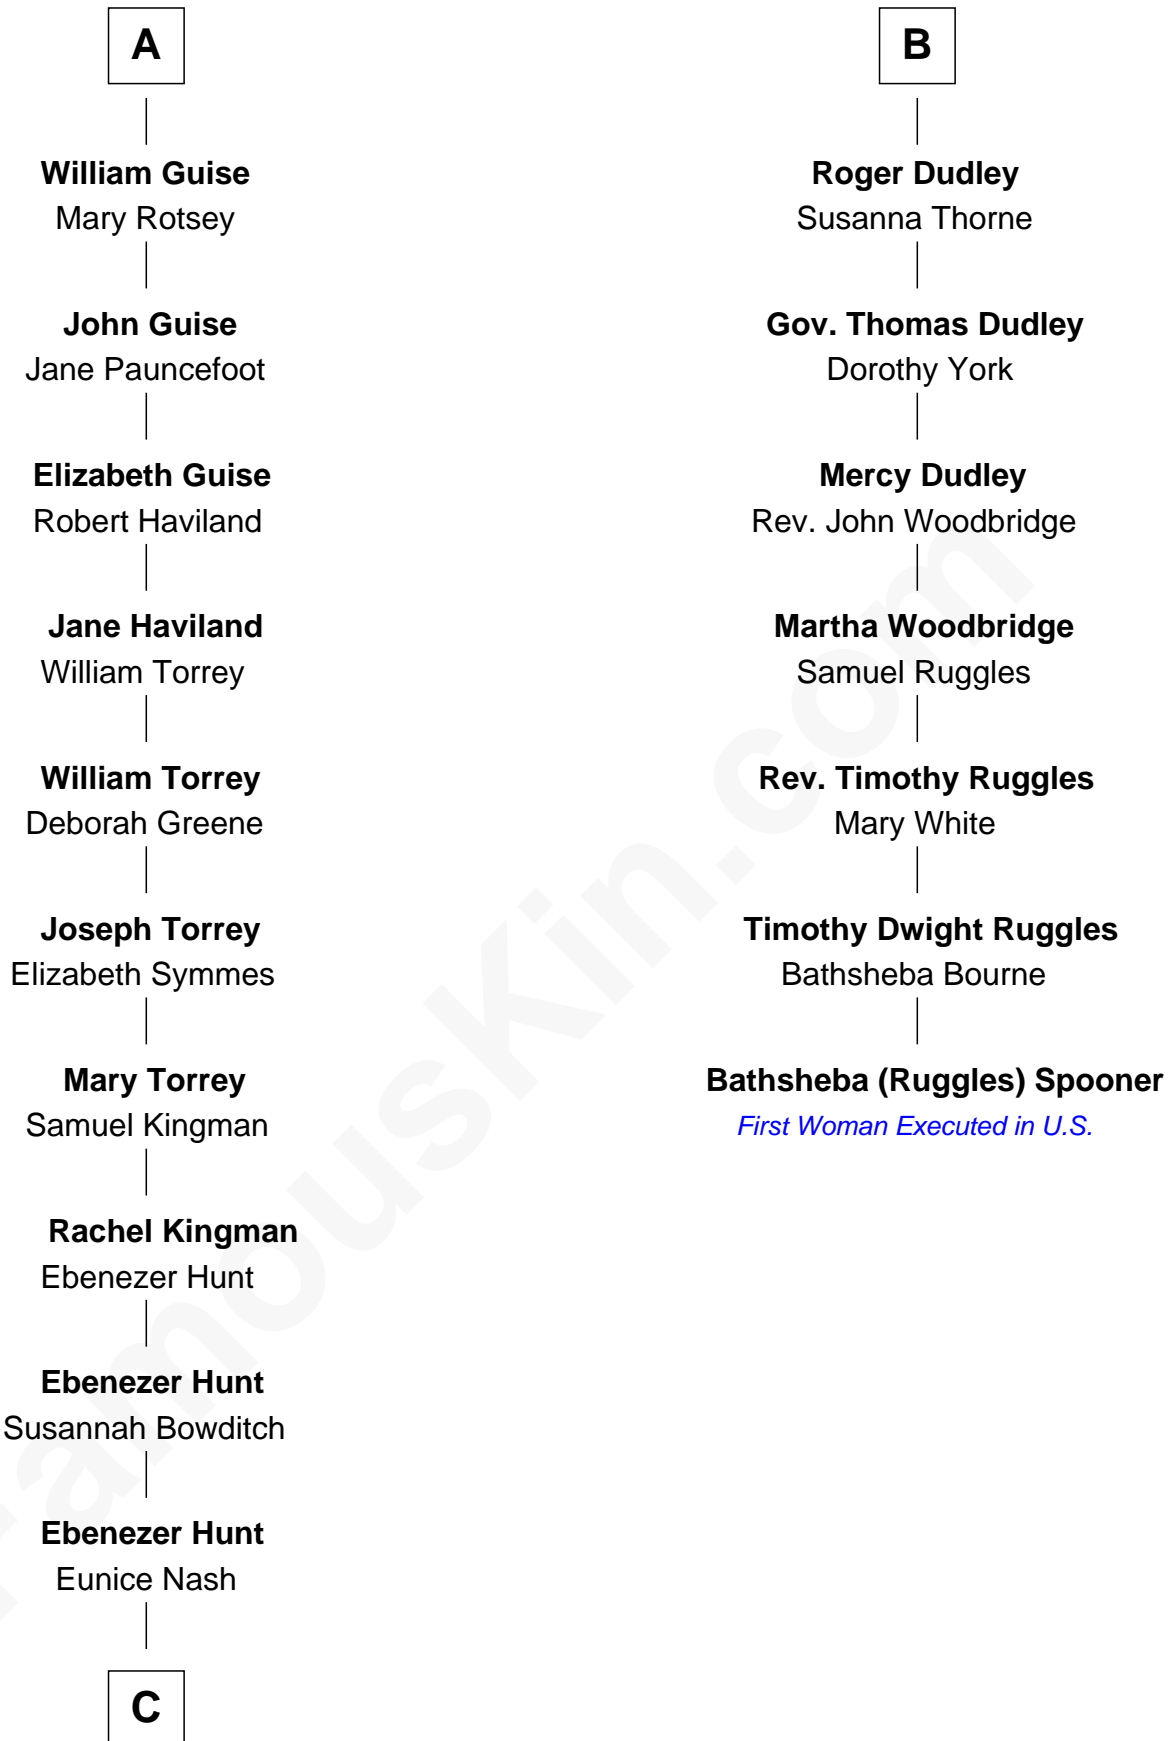 A
William Guise
Mary Rotsey
John Guise
Jane Pauncefoot
Elizabeth Guise
Robert Haviland
Jane Haviland
William Torrey
William Torrey
Deborah Greene
Joseph Torrey
Elizabeth Symmes
Mary Torrey
Samuel Kingman
Rachel Kingman
Ebenezer Hunt
Ebenezer Hunt
Susannah Bowditch
Ebenezer Hunt
Eunice Nash
C
B
Roger Dudley
Susanna Thorne
Gov. Thomas Dudley
Dorothy York
Mercy Dudley
Rev. John Woodbridge
Martha Woodbridge
Samuel Ruggles
Rev. Timothy Ruggles
Mary White
Timothy Dwight Ruggles
Bathsheba Bourne
Bathsheba (Ruggles) Spooner
First Woman Executed in U.S.
FamousKin.com